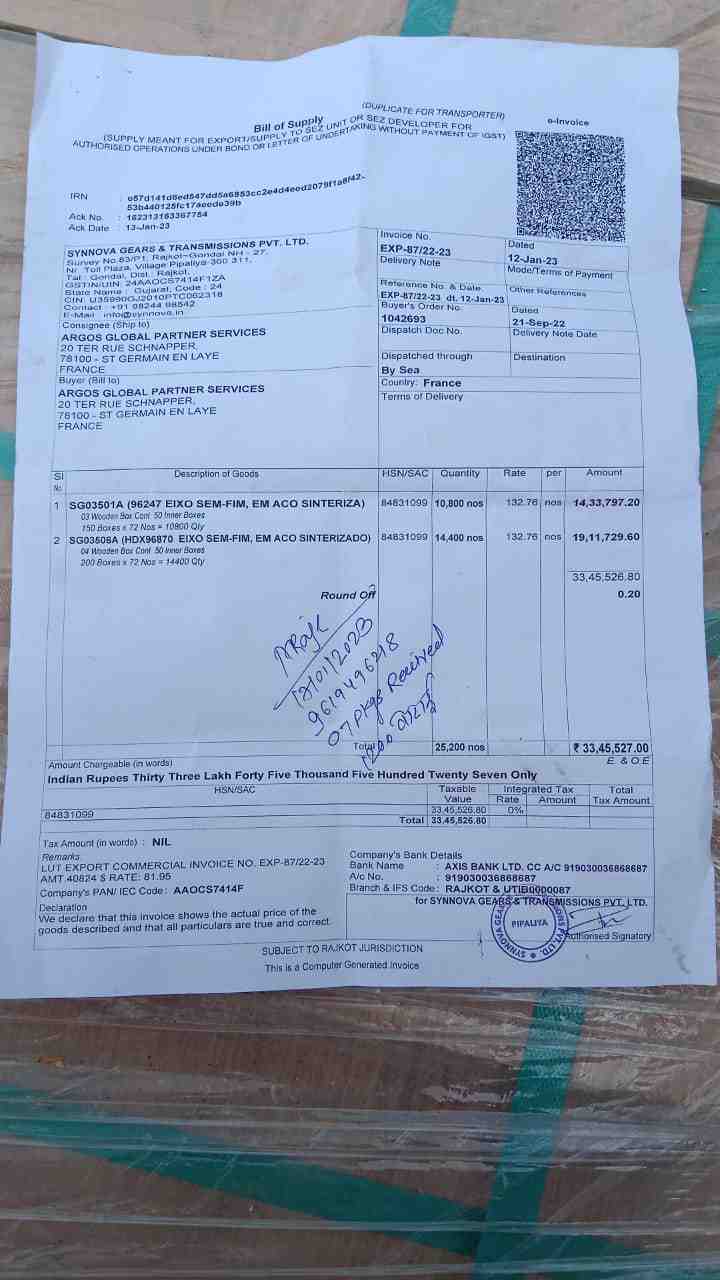 (DUPLICATE FOR TRANSPORTER)
e-Invoice
Bill of Supply
(SUPPLY MEANT FOR EXPORT/SUPPLY TO SEZ UNIT OR SEZ DEVELOPER FOR
AUTHORISED OPERATIONS UNDER BOND OR LETTER OF UNDERTAKING WITHOUT PAYMENT OF IGST)
IRN :
Ack No. : 162313163367754
Ack Date : 13-Jan-23
SYNNOVA GEARS & TRANSMISSIONS PVT. LTD.
Survey No.83/P1, Rajkot-Gondal NH - 27,
Nr. Toll Plaza, Village:Pipaliya-360 311,
Tal : Gondal, Dist.: Rajkot.
GSTIN/UIN: 24AAOCS7414F1ZA
State Name : Gujarat, Code : 24
CIN: U35990GJ2010PTC062318
Contact : +91 98244 98542
E-Mail : info@synnova.in
Invoice No.
EXP-87/22-23
Dated
12-Jan-23
Delivery Note
Mode/Terms of Payment
Reference No. & Date.
EXP-87/22-23 dt. 12-Jan-23
Other References
Buyer's Order No.
1042693
Dated
21-Sep-22
Dispatch Doc No.
Delivery Note Date
Dispatched through
By Sea
Destination
Country: France
Terms of Delivery
Consignee (Ship to)
ARGOS GLOBAL PARTNER SERVICES
20 TER RUE SCHNAPPER,
78100 - ST GERMAIN EN LAYE
FRANCE
Buyer (Bill to)
ARGOS GLOBAL PARTNER SERVICES
20 TER RUE SCHNAPPER,
78100 - ST GERMAIN EN LAYE
FRANCE
Sl No. Description of Goods HSN/SAC Quantity Rate per Amount
1 SG03501A (96247 EIXO SEM-FIM, EM ACO SINTERIZA) 84831099 10,800 nos 132.76 nos 14,33,797.20
03 Wooden Box Cont 50 Inner Boxes
150 Boxes x 72 Nos = 10800 Qty
2 SG03506A (HDX96870 EIXO SEM-FIM, EM ACO SINTERIZADO) 84831099 14,400 nos 132.76 nos 19,11,729.60
04 Wooden Box Cont 50 Inner Boxes
200 Boxes x 72 Nos = 14400 Qty
33,45,526.80
Round Off 0.20
/01/2023
9619496218
07 Pkgs Received
Total 25,200 nos ₹ 33,45,527.00
Amount Chargeable (in words) E. & O.E
Indian Rupees Thirty Three Lakh Forty Five Thousand Five Hundred Twenty Seven Only
HSN/SAC Taxable Value Integrated Tax Rate Amount Total Tax Amount
84831099 33,45,526.80 0%
Total 33,45,526.80
Tax Amount (in words) : NIL
Remarks:
LUT EXPORT COMMERCIAL INVOICE NO. EXP-87/22-23
AMT.40824 $ RATE: 81.95
Company's PAN/ IEC Code : AAOCS7414F
Declaration
We declare that this invoice shows the actual price of the
goods described and that all particulars are true and correct.
Company's Bank Details
Bank Name : AXIS BANK LTD. CC A/C 919030036868687
A/c No. : 919030036868687
Branch & IFS Code : RAJKOT & UTIB0000087
for SYNNOVA GEARS & TRANSMISSIONS PVT. LTD.
PIPALIYA
Authorised Signatory
SUBJECT TO RAJKOT JURISDICTION
This is a Computer Generated Invoice